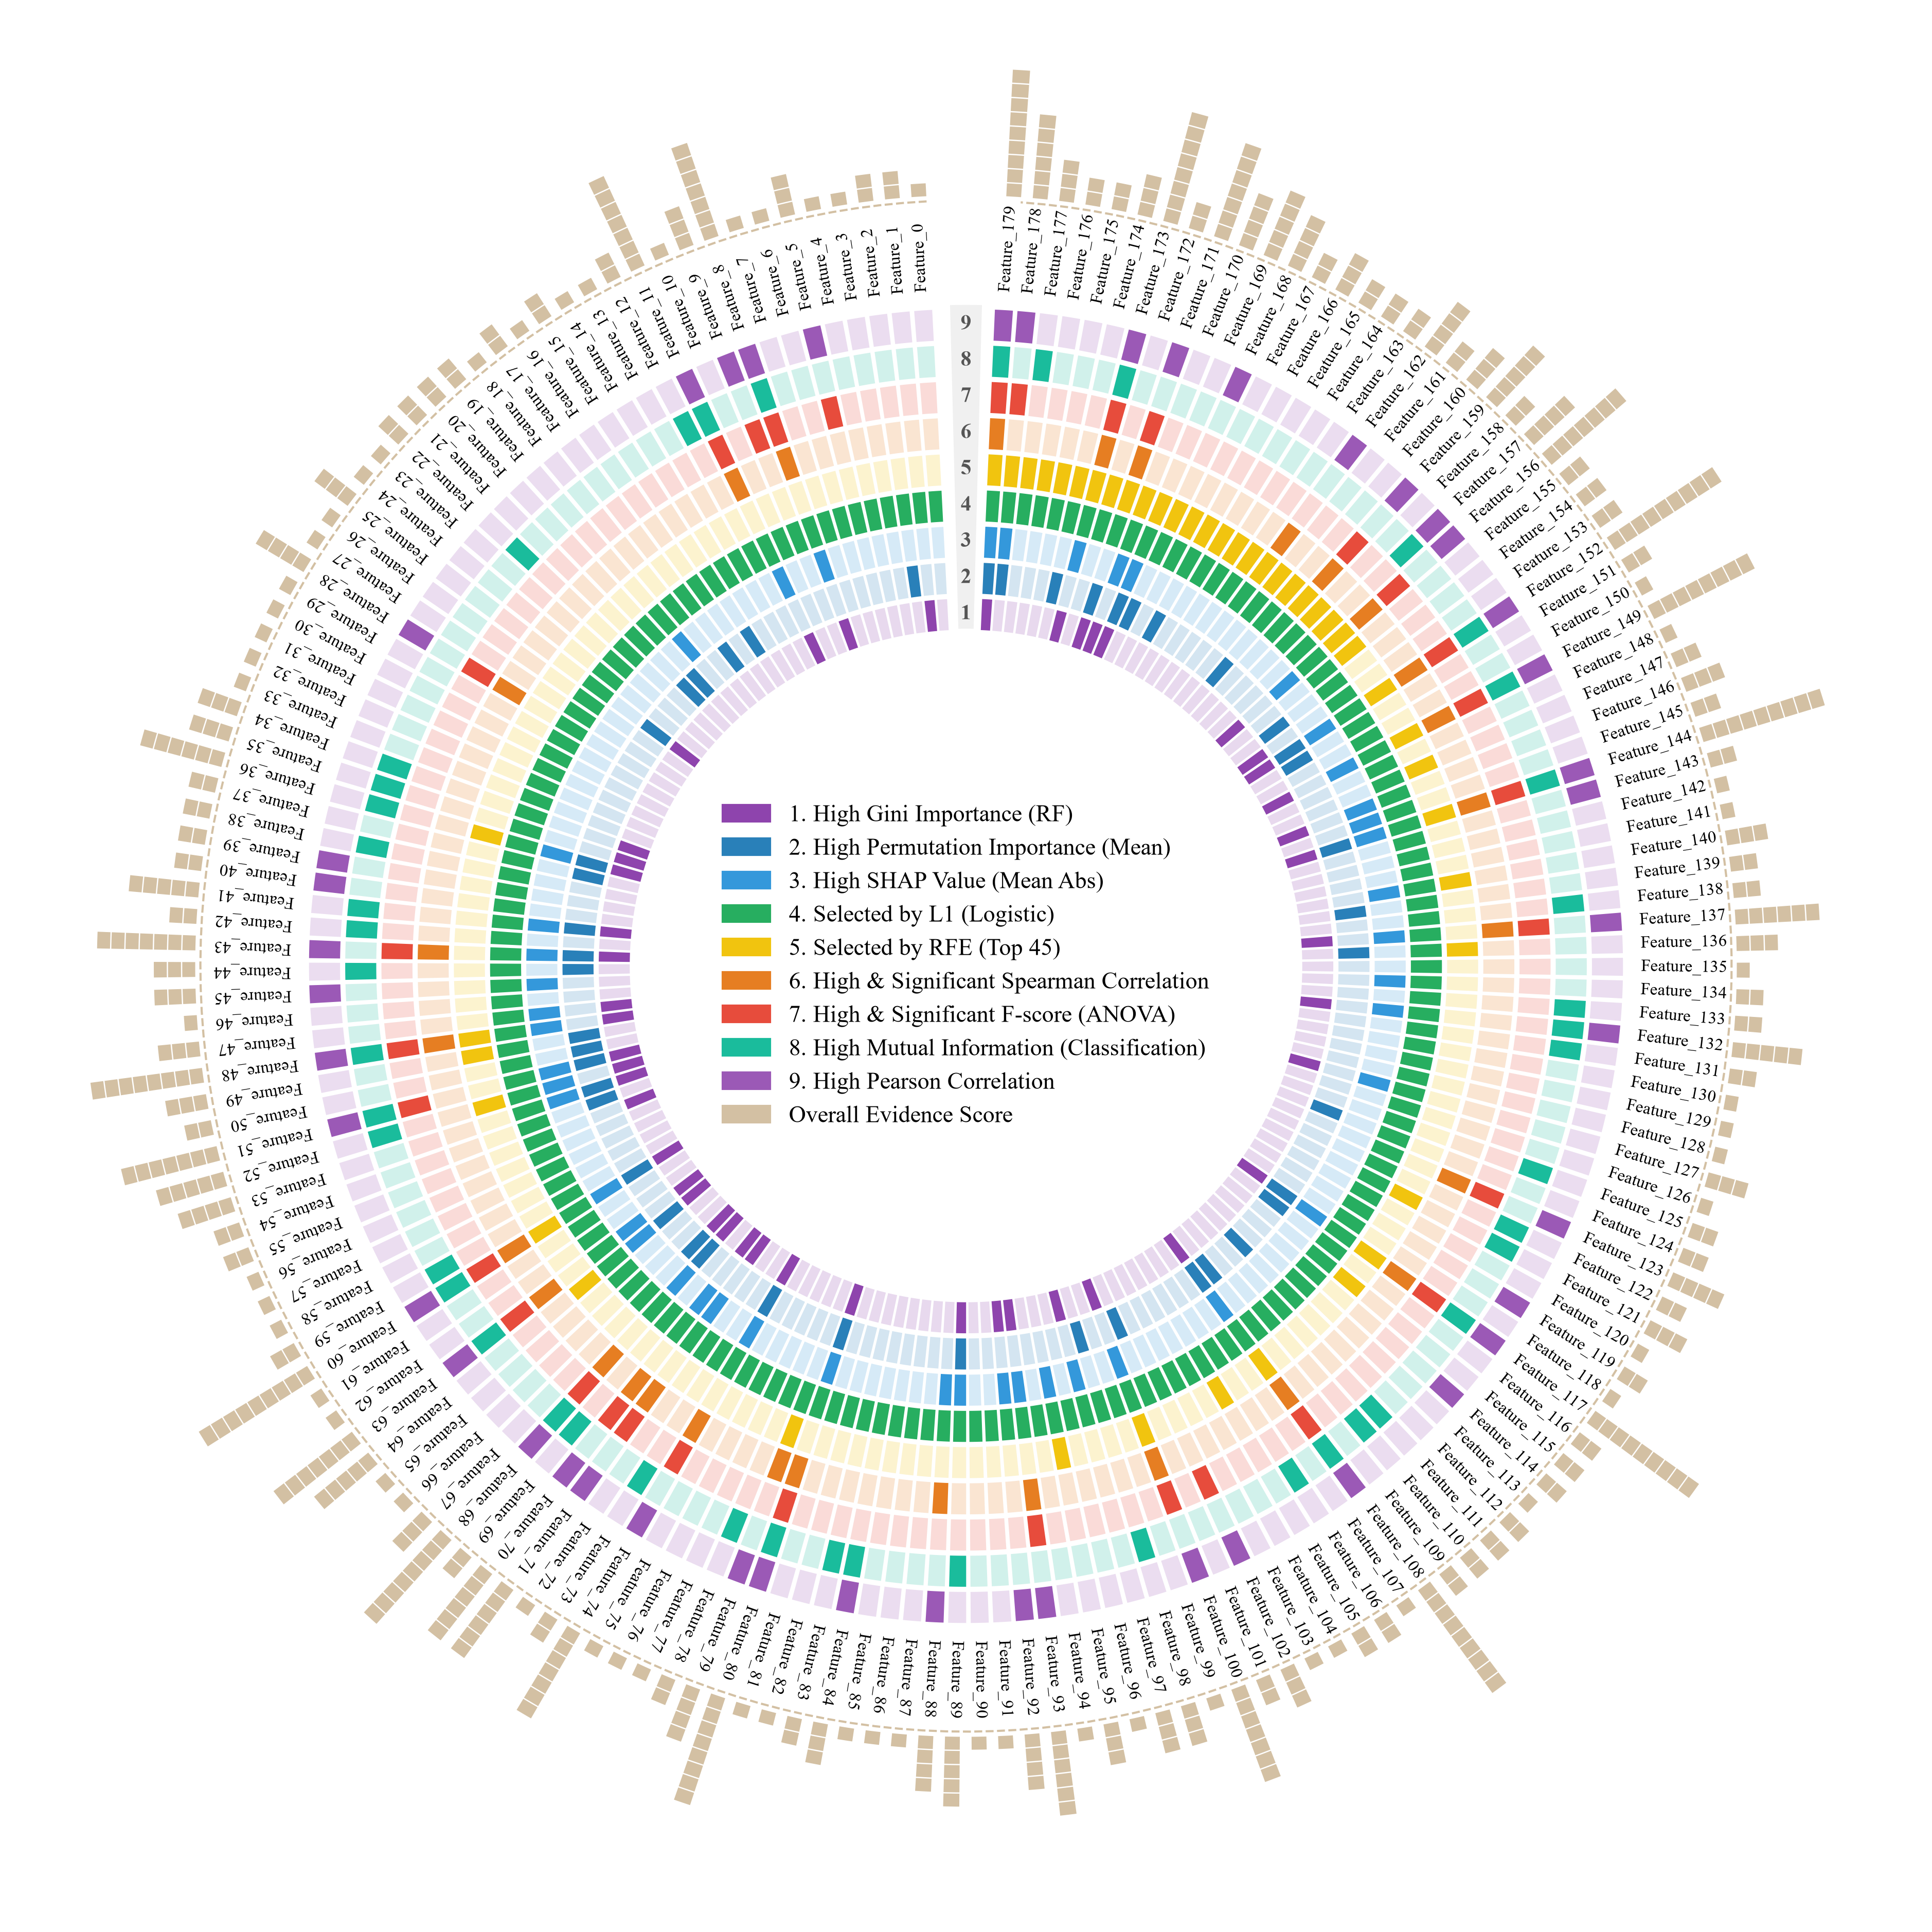 Feature_179
Feature_178
Feature_177
Feature_176
Feature_175
Feature_174
Feature_173
Feature_172
Feature_171
Feature_170
Feature_169
Feature_168
Feature_167
Feature_166
Feature_165
Feature_164
Feature_163
Feature_162
Feature_161
Feature_160
Feature_159
Feature_158
Feature_157
Feature_156
Feature_155
Feature_154
Feature_153
Feature_152
Feature_151
Feature_150
Feature_149
Feature_148
Feature_147
Feature_146
Feature_145
Feature_144
Feature_143
Feature_142
Feature_141
Feature_140
Feature_139
Feature_138
Feature_137
Feature_136
Feature_135
Feature_134
Feature_133
Feature_132
Feature_131
Feature_130
Feature_129
Feature_128
Feature_127
Feature_126
Feature_125
Feature_124
Feature_123
Feature_122
Feature_121
Feature_120
Feature_119
Feature_118
Feature_117
Feature_116
Feature_115
Feature_114
Feature_113
Feature_112
Feature_111
Feature_110
Feature_109
Feature_108
Feature_107
Feature_106
Feature_105
Feature_104
Feature_103
Feature_102
Feature_101
Feature_100
Feature_99
Feature_98
Feature_97
Feature_96
Feature_95
Feature_94
Feature_93
Feature_92
Feature_91
Feature_90
Feature_89
Feature_88
Feature_87
Feature_86
Feature_85
Feature_84
Feature_83
Feature_82
Feature_81
Feature_80
Feature_79
Feature_78
Feature_77
Feature_76
Feature_75
Feature_74
Feature_73
Feature_72
Feature_71
Feature_70
Feature_69
Feature_68
Feature_67
Feature_66
Feature_65
Feature_64
Feature_63
Feature_62
Feature_61
Feature_60
Feature_59
Feature_58
Feature_57
Feature_56
Feature_55
Feature_54
Feature_53
Feature_52
Feature_51
Feature_50
Feature_49
Feature_48
Feature_47
Feature_46
Feature_45
Feature_44
Feature_43
Feature_42
Feature_41
Feature_40
Feature_39
Feature_38
Feature_37
Feature_36
Feature_35
Feature_34
Feature_33
Feature_32
Feature_31
Feature_30
Feature_29
Feature_28
Feature_27
Feature_26
Feature_25
Feature_24
Feature_23
Feature_22
Feature_21
Feature_20
Feature_19
Feature_18
Feature_17
Feature_16
Feature_15
Feature_14
Feature_13
Feature_12
Feature_11
Feature_10
Feature_9
Feature_8
Feature_7
Feature_6
Feature_5
Feature_4
Feature_3
Feature_2
Feature_1
Feature_0
9
8
7
6
5
4
3
2
1
1. High Gini Importance (RF)
2. High Permutation Importance (Mean)
3. High SHAP Value (Mean Abs)
4. Selected by L1 (Logistic)
5. Selected by RFE (Top 45)
6. High & Significant Spearman Correlation
7. High & Significant F-score (ANOVA)
8. High Mutual Information (Classification)
9. High Pearson Correlation
Overall Evidence Score